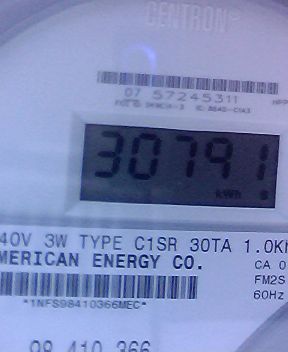 CENTRON®
07 57245311
30791
kWh
40V 3W TYPE C1SR 30TA 1.0Kh
MERICAN ENERGY CO.
CA 0
FM2S
60Hz
*1NFS98410366MEC*
98 410 366